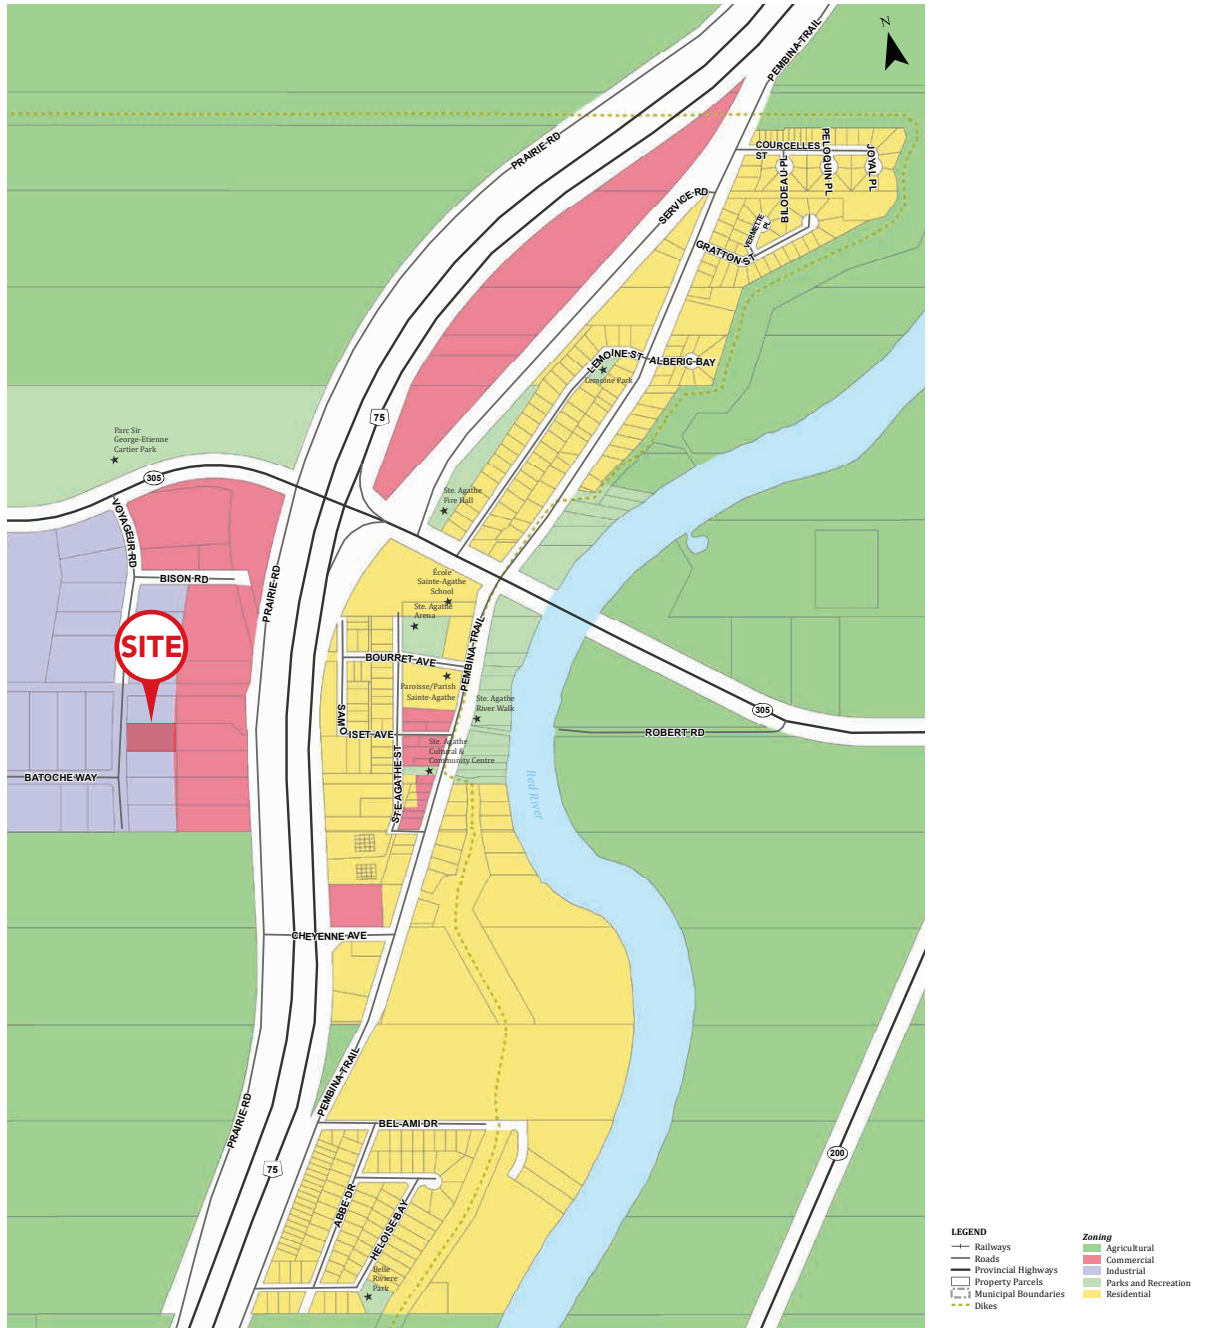 N
PEMBINA-TRAIL
PRAIRIE-RD
COURCELLES
ST
PELOQUIN PL
JOYAL PL
BILODEAU-PL
SERVICE-RD
VERMETTE
PL
GRATTON-ST
LEMOINE-ST
ALBERIC-BAY
Lemoine Park
75
Parc Sir
George-Etienne
Cartier Park
305
Ste. Agathe
Fire Hall
VOYAGEUR-RD
BISON-RD
PRAIRIE-RD
École
Sainte-Agathe
School
Ste. Agathe
Arena
SITE
BOURRET-AVE
PEMBINA-TRAIL
Paroisse/Parish
Sainte-Agathe
Ste. Agathe
River Walk
SAMO
ISET-AVE
305
ROBERT-RD
Ste. Agathe
Cultural &
Community Centre
STE-AGATHE-ST
BATOCHE-WAY
Red River
CHEYENNE-AVE
PEMBINA-TRAIL
PRAIRIE-RD
BEL-AMI-DR
75
200
ABBE-DR
HELOISE-BAY
Belle
Riviere
Park
LEGEND
Railways
Roads
Provincial Highways
Property Parcels
Municipal Boundaries
Dikes
Zoning
Agricultural
Commercial
Industrial
Parks and Recreation
Residential